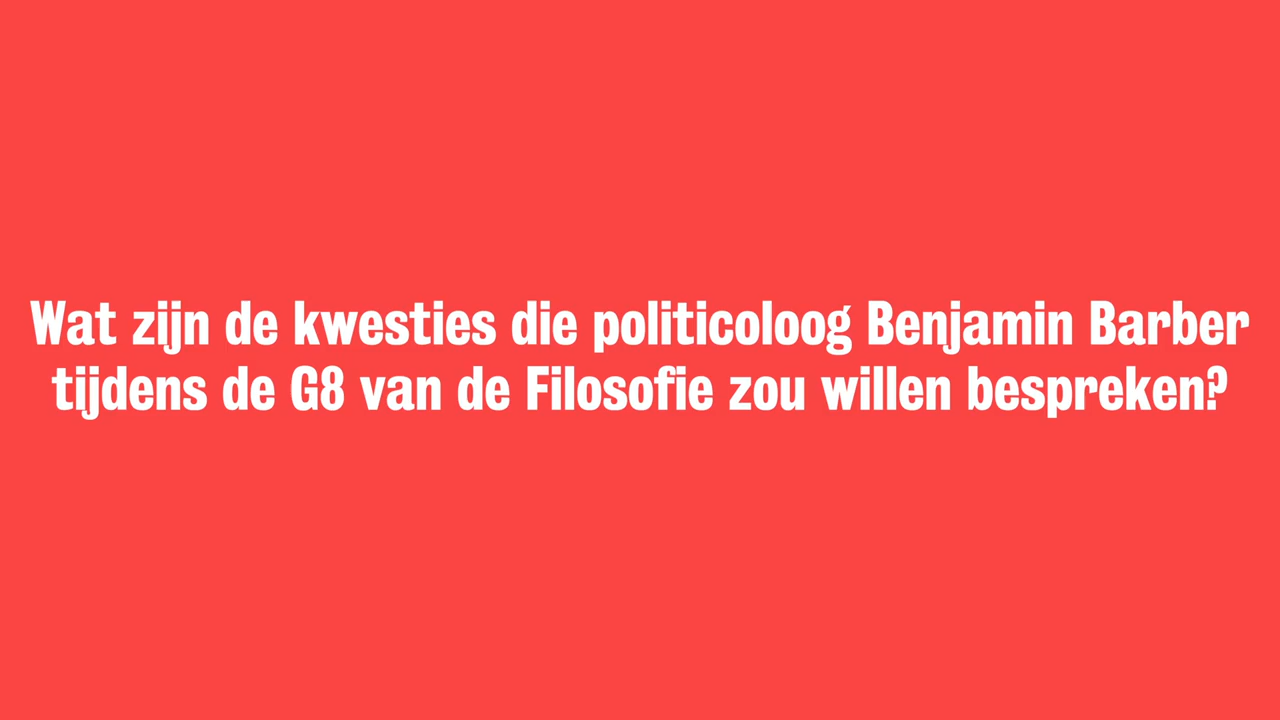 Wat zijn de kwesties die politicoloog Benjamin Barber
tijdens de G8 van de Filosofie zou willen bespreken?